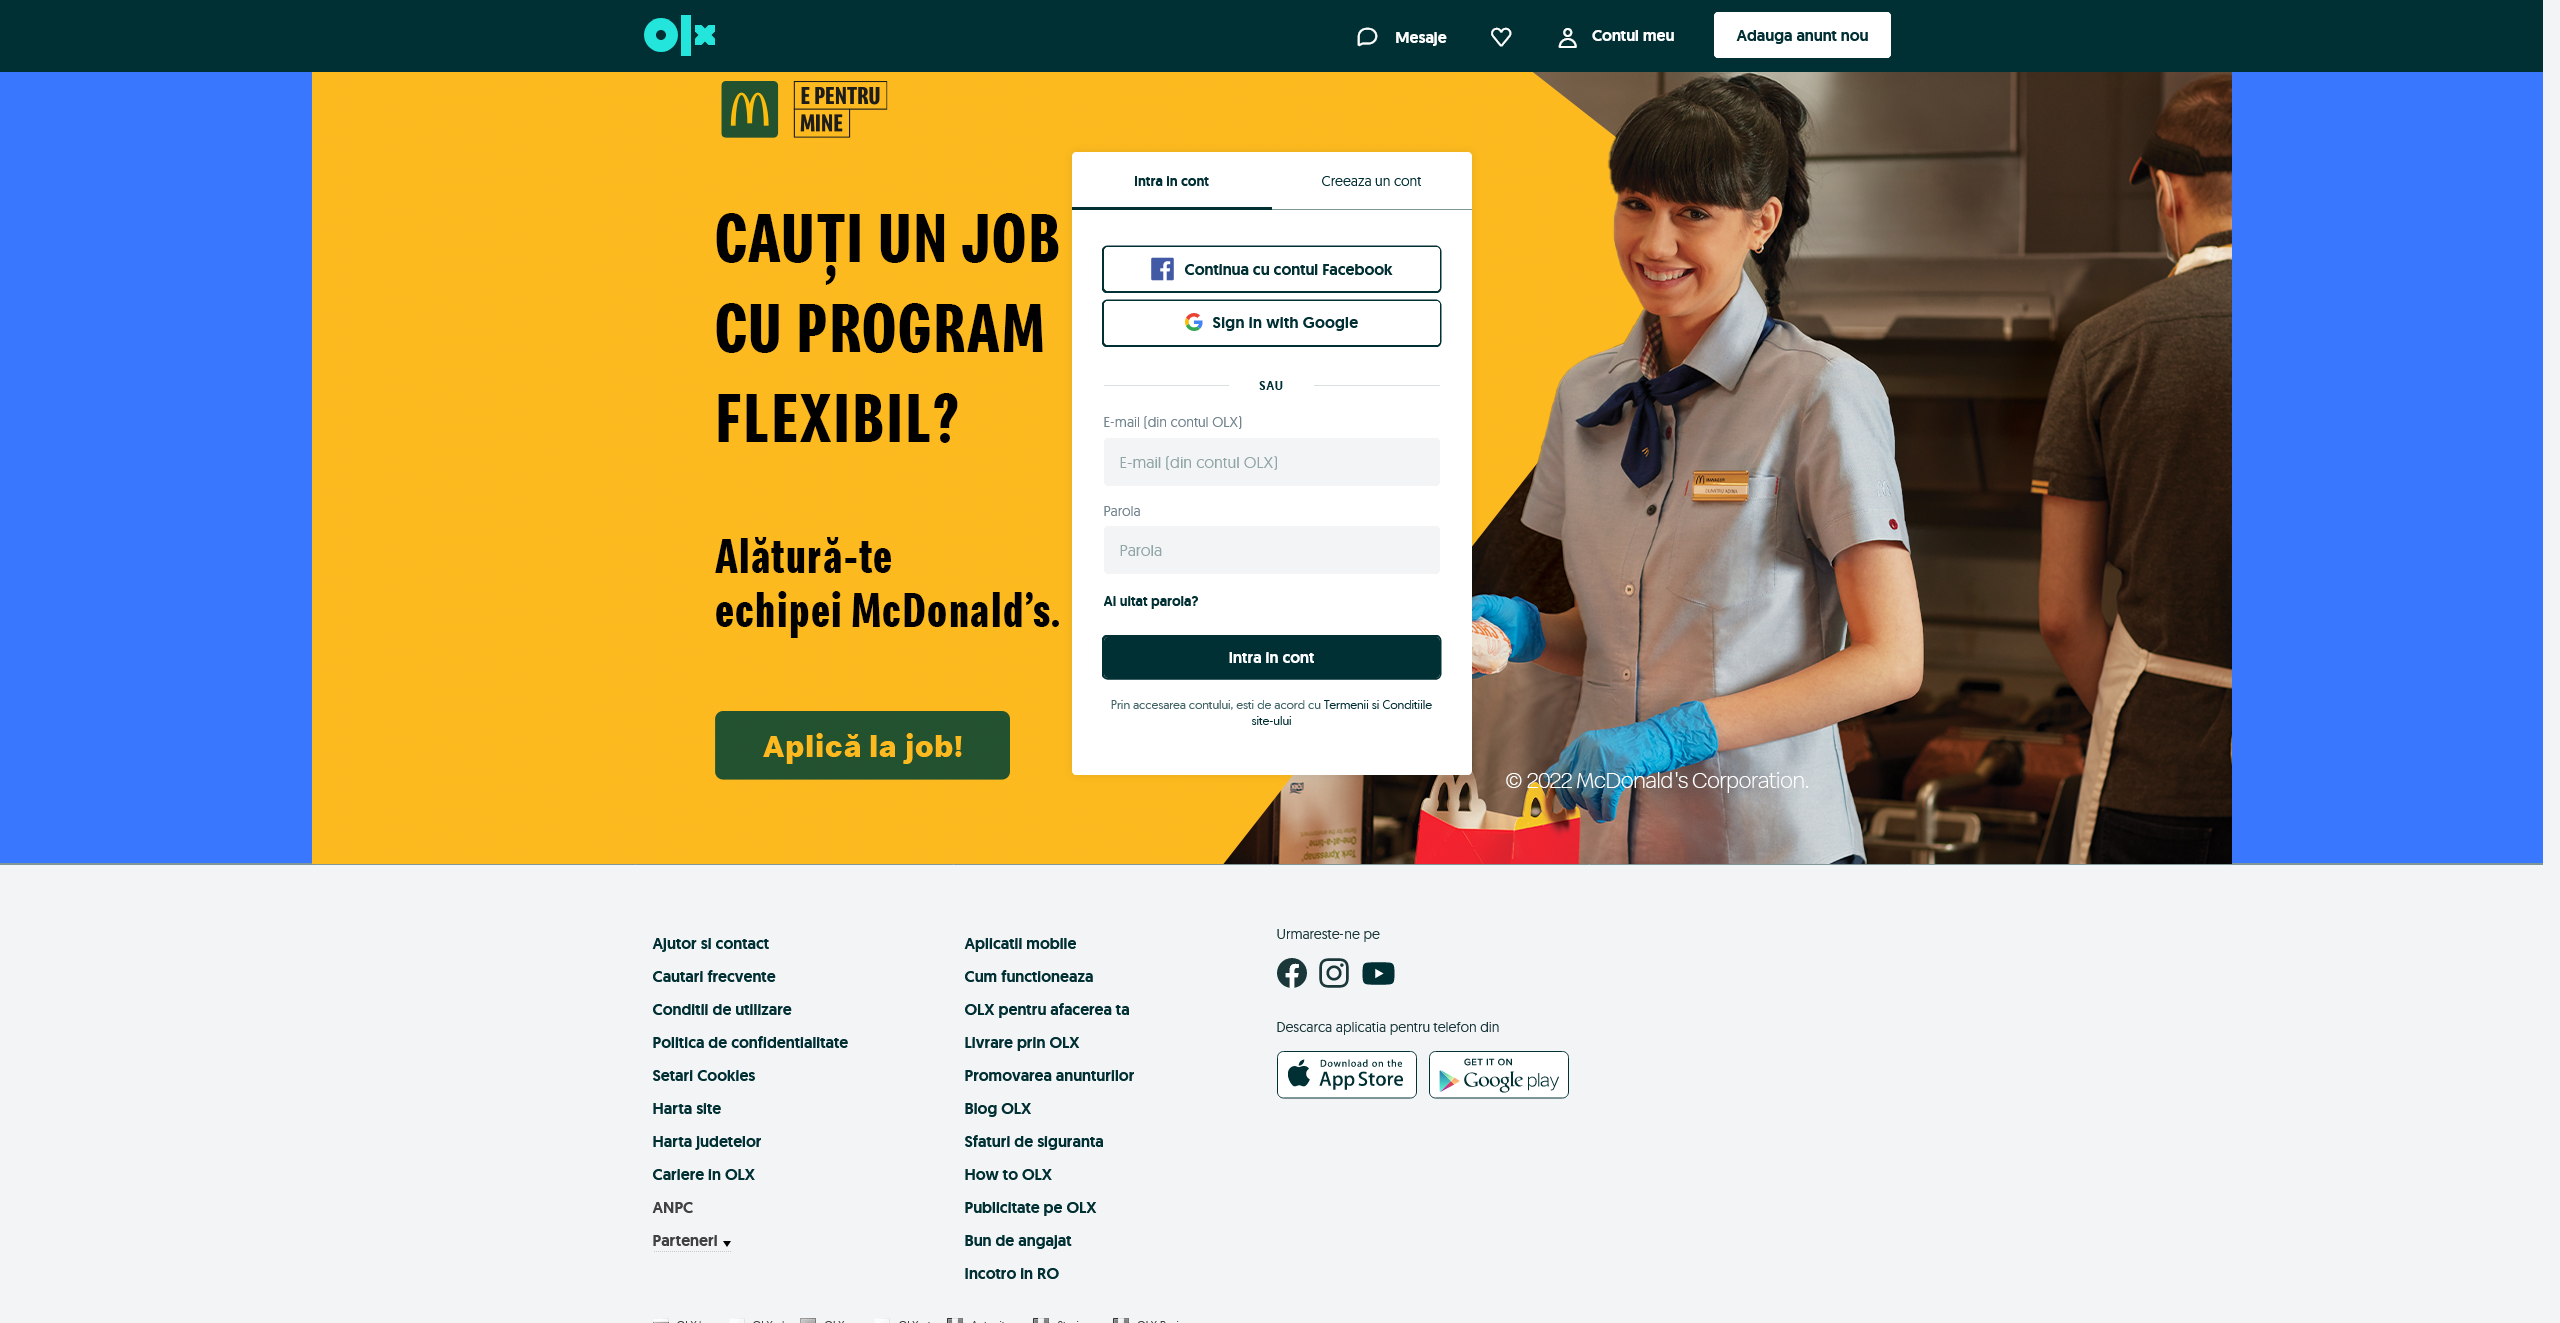 olx
Mesaje
Contul meu
Adauga anunt nou
E PENTRU
MINE
CAUȚI UN JOB
CU PROGRAM
FLEXIBIL?
Alătură-te
echipei McDonald’s.
Aplică la job!
Intra in cont
Creeaza un cont
Continua cu contul Facebook
Sign in with Google
SAU
E-mail (din contul OLX)
E-mail (din contul OLX)
Parola
Parola
Ai uitat parola?
Intra in cont
Prin accesarea contului, esti de acord cu Termenii si Conditiile
site-ului
© 2022 McDonald's Corporation.
Ajutor si contact
Cautari frecvente
Conditii de utilizare
Politica de confidentialitate
Setari Cookies
Harta site
Harta judetelor
Cariere in OLX
ANPC
Parteneri
Aplicatii mobile
Cum functioneaza
OLX pentru afacerea ta
Livrare prin OLX
Promovarea anunturilor
Blog OLX
Sfaturi de siguranta
How to OLX
Publicitate pe OLX
Bun de angajat
Incotro in RO
Urmareste-ne pe
Descarca aplicatia pentru telefon din
Download on the
App Store
GET IT ON
Google play